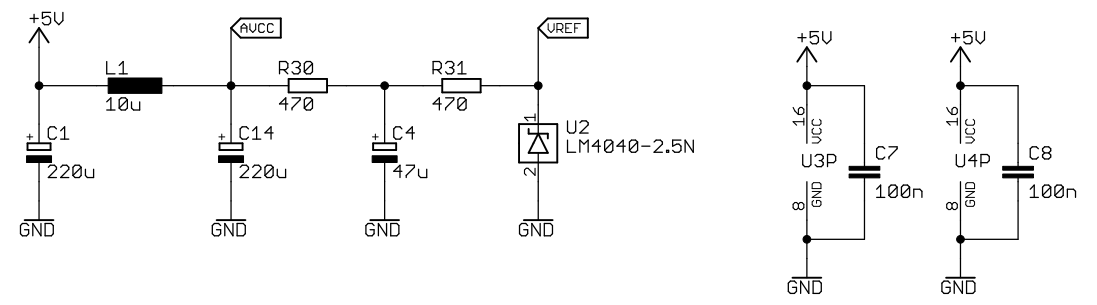 +5V
AVCC
VREF
+5V
+5V
L1
R30
R31
10u
470
470
16
VCC
16
VCC
+
C1
+
C14
+
C4
1
U2
LM4040-2.5N
2
220u
220u
47u
U3P
C7
U4P
C8
100n
100n
8
GND
8
GND
GND
GND
GND
GND
GND
GND